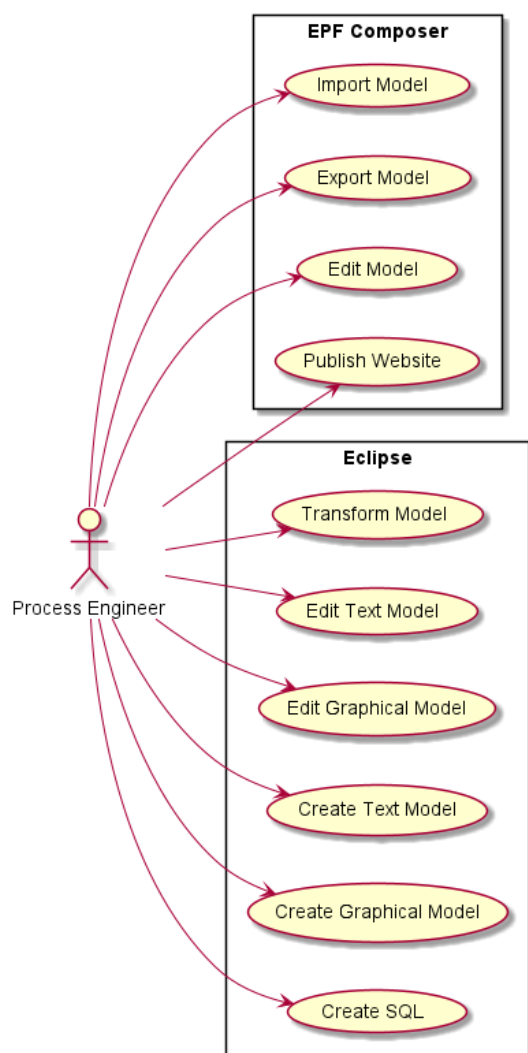 EPF Composer
Import Model
Export Model
Edit Model
Publish Website
Eclipse
Transform Model
Edit Text Model
Process Engineer
Edit Graphical Model
Create Text Model
Create Graphical Model
Create SQL